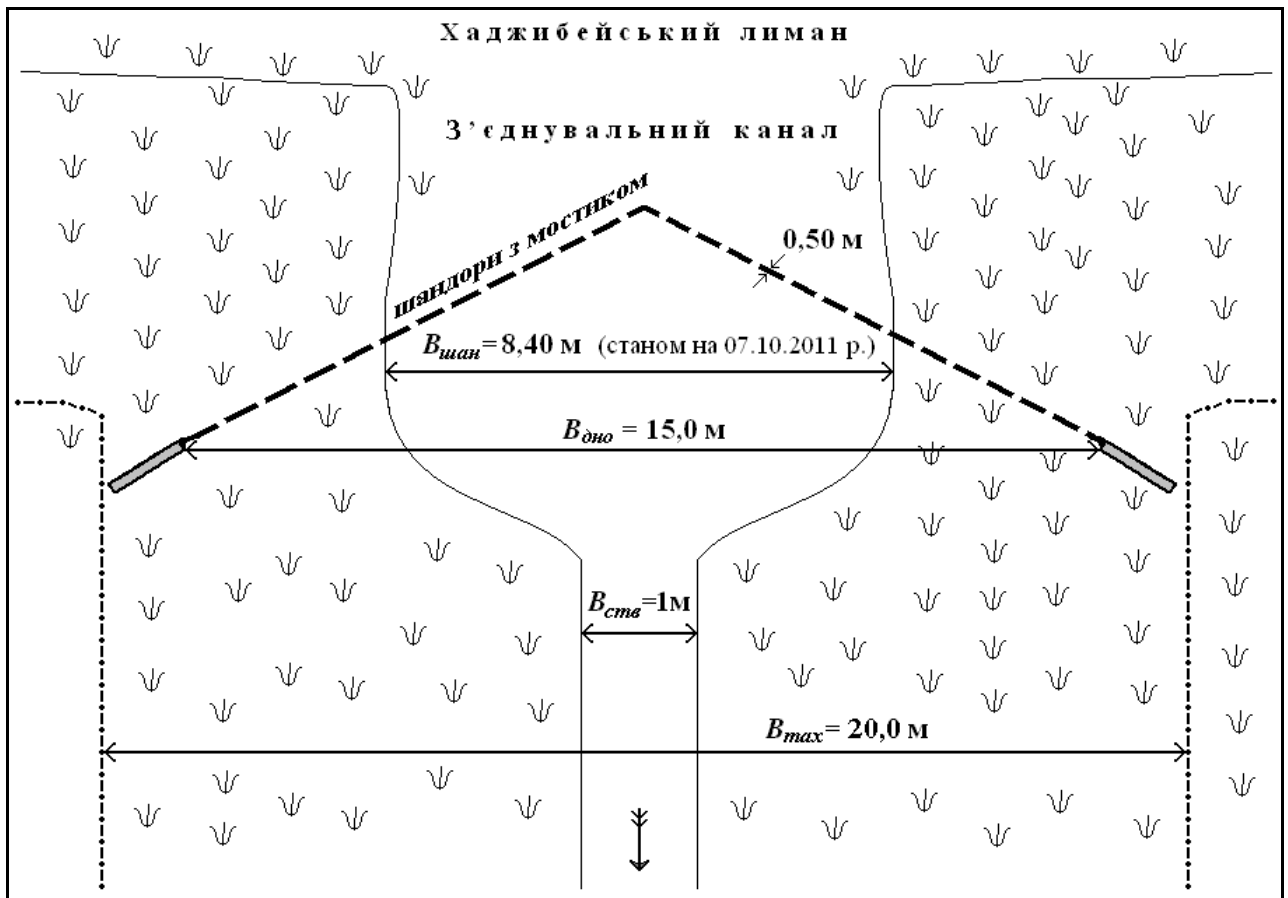 Хаджибейський лиман
З’єднувальний канал
шандори з мостиком
0,50 м
Bшан=8,40 м (станом на 07.10.2011 р.)
Bдно = 15,0 м
Bств=1м
Bmax= 20,0 м